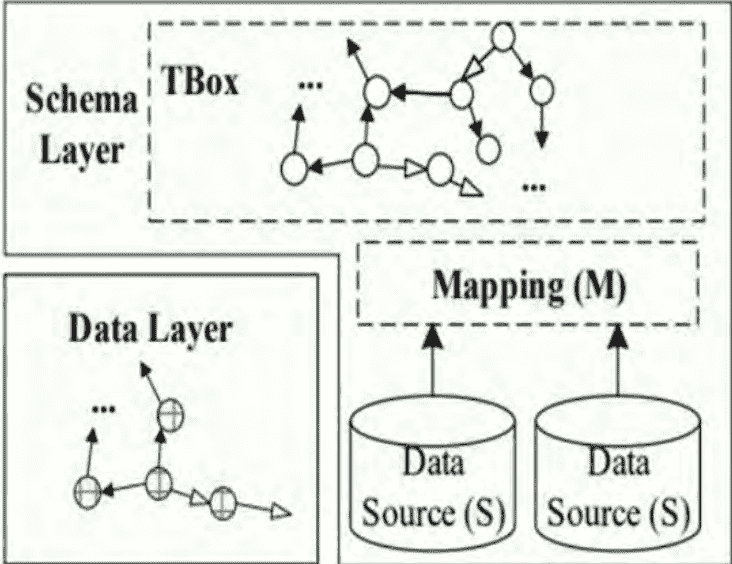 Schema
Layer
TBox
...
...
Mapping (M)
Data Layer
...
Data
Source (S)
Data
Source (S)